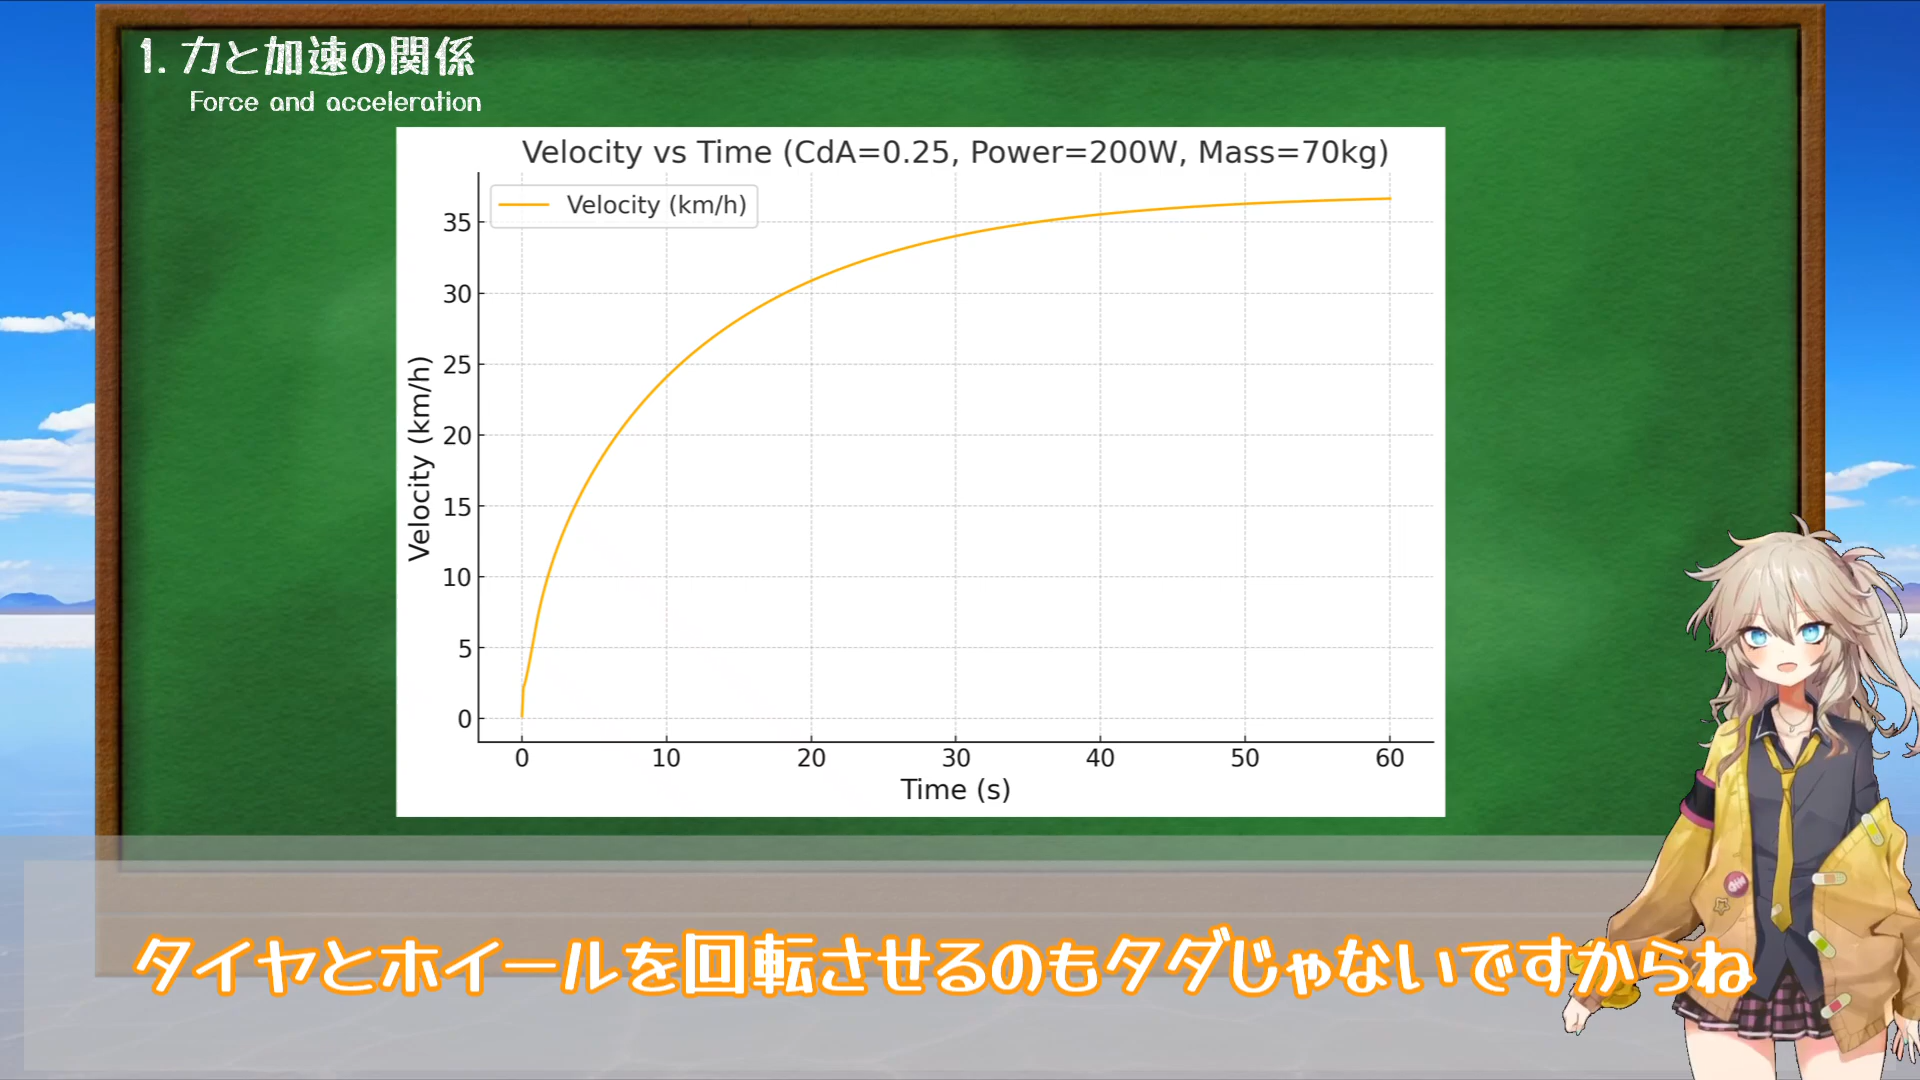 1. 力と加速の関係
Force and acceleration
Velocity vs Time (CdA=0.25, Power=200W, Mass=70kg)
Velocity (km/h)
35
30
25
20
15
10
5
0
Velocity (km/h)
0 10 20 30 40 50 60
Time (s)
タイヤとホイールを回転させるのもタダじゃないですからね